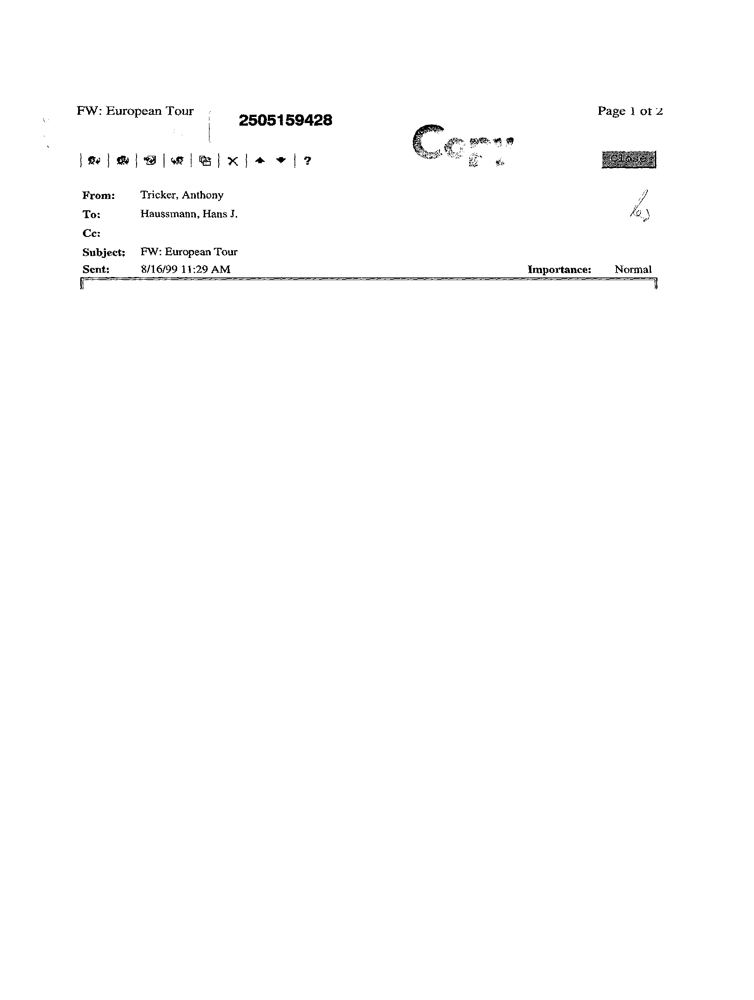 FW: European Tour
2505159428
Copy
Page 1 of 2
?
Close
From: Tricker, Anthony
To: Haussmann, Hans J.
Cc:
Subject: FW: European Tour
Sent: 8/16/99 11:29 AM Importance: Normal